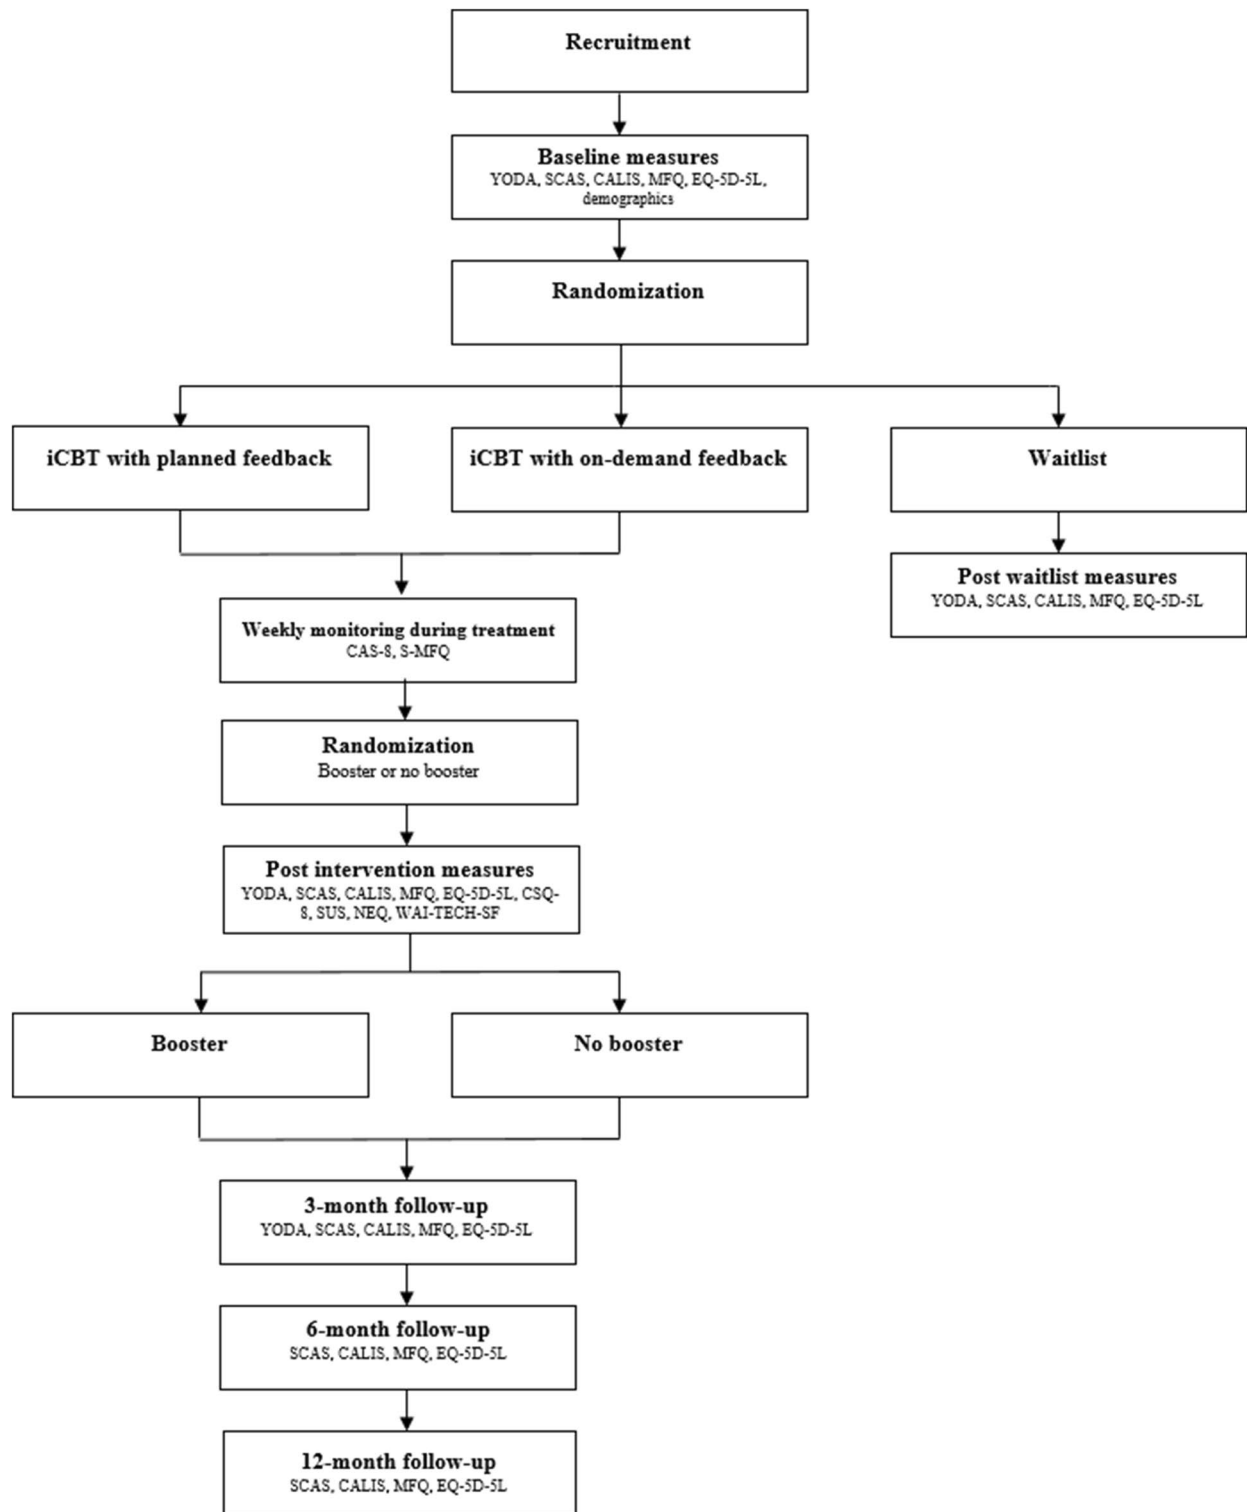 Recruitment
Baseline measures
YODA, SCAS, CALIS, MFQ, EQ-5D-5L,
demographics
Randomization
iCBT with planned feedback
iCBT with on-demand feedback
Waitlist
Post waitlist measures
YODA, SCAS, CALIS, MFQ, EQ-5D-5L
Weekly monitoring during treatment
CAS-8, S-MFQ
Randomization
Booster or no booster
Post intervention measures
YODA, SCAS, CALIS, MFQ, EQ-5D-5L, CSQ-
8, SUS, NEQ, WAI-TECH-SF
Booster
No booster
3-month follow-up
YODA, SCAS, CALIS, MFQ, EQ-5D-5L
6-month follow-up
SCAS, CALIS, MFQ, EQ-5D-5L
12-month follow-up
SCAS, CALIS, MFQ, EQ-5D-5L